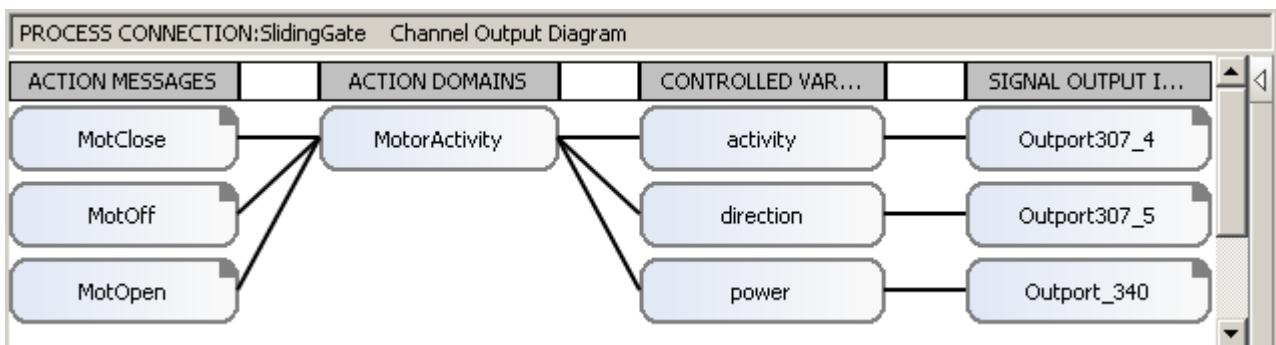 PROCESS CONNECTION:SlidingGate Channel Output Diagram
ACTION MESSAGES ACTION DOMAINS CONTROLLED VAR... SIGNAL OUTPUT I...
MotClose MotorActivity activity Outport307_4
MotOff direction Outport307_5
MotOpen power Outport_340